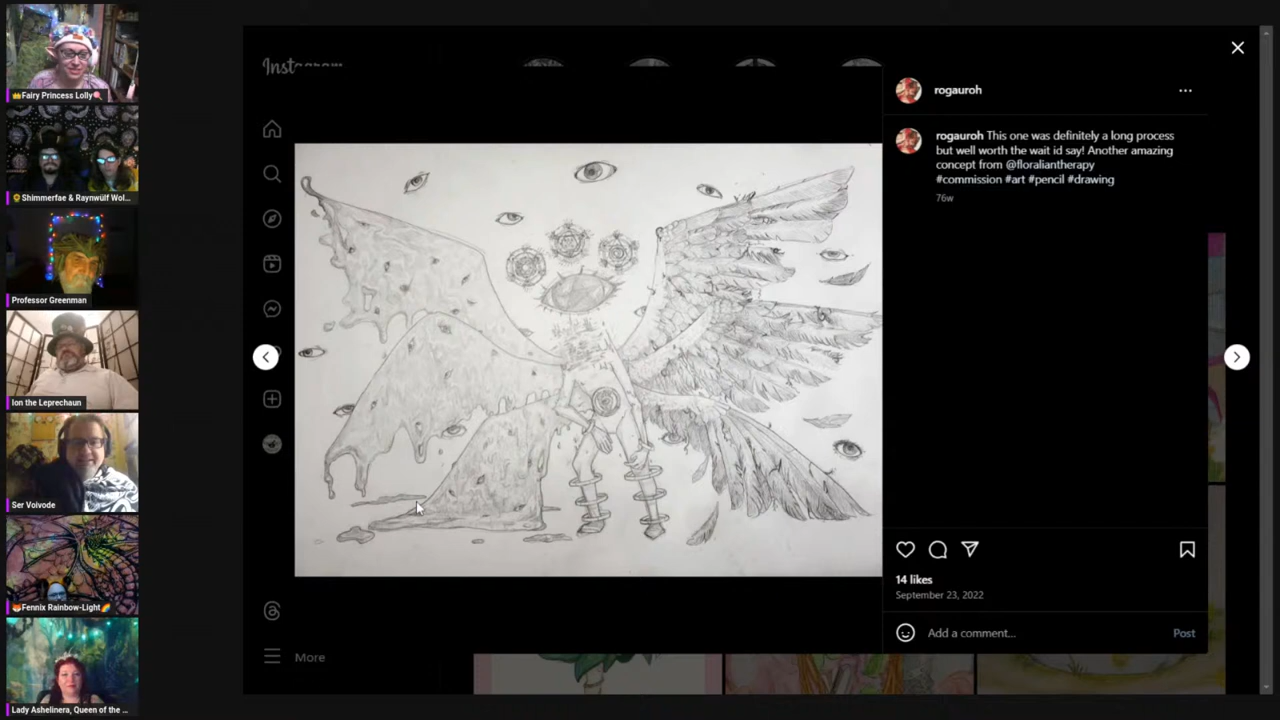 👑Fairy Princess Lolly🍭
🌻Shimmerfae & Raynwülf Wol...
Professor Greenman
Ion the Leprechaun
Ser Voivode
🦊Fennix Rainbow-Light🌈
Lady Ashelinera, Queen of the ...
Instagram
More
rogauroh
rogauroh This one was definitely a long process
but well worth the wait id say! Another amazing
concept from @floraliantherapy
#commission #art #pencil #drawing
76w
14 likes
September 23, 2022
Add a comment...
Post